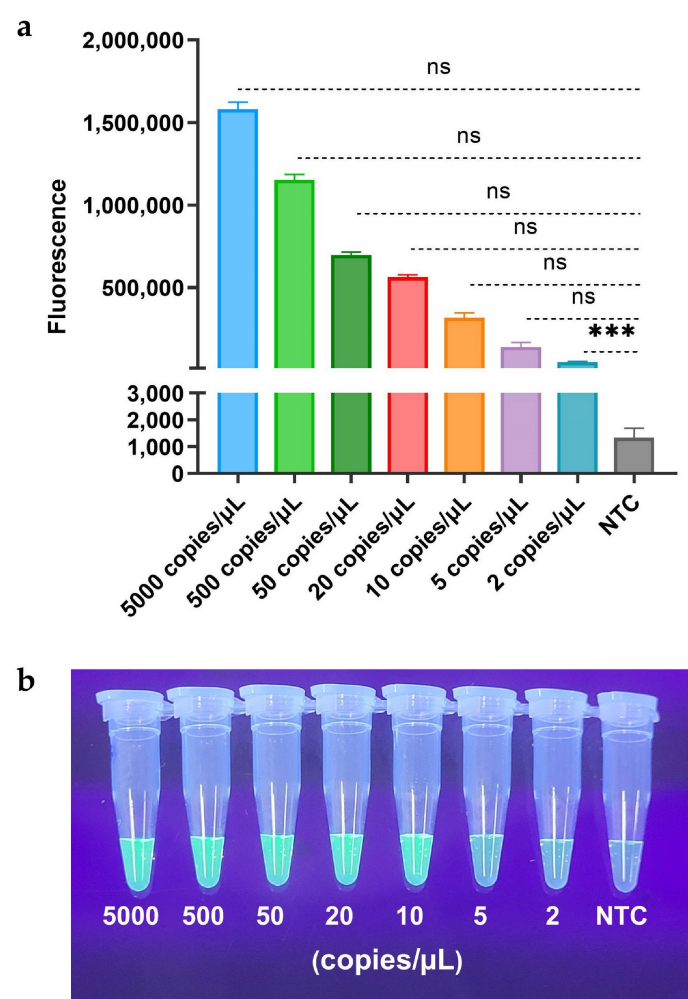 a
2,000,000
1,500,000
1,000,000
500,000
3,000
2,000
1,000
0
Fluorescence
ns
ns
ns
ns
ns
ns
***
5000 copies/µL
500 copies/µL
50 copies/µL
20 copies/µL
10 copies/µL
5 copies/µL
2 copies/µL
NTC
b
5000 500 50 20 10 5 2 NTC
(copies/µL)